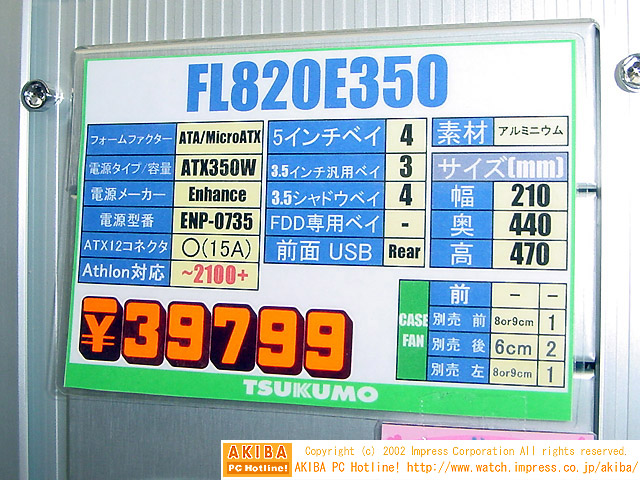 FL820E350
フォームファクター ATA/MicroATX
電源タイプ/容量 ATX350W
電源メーカー Enhance
電源型番 ENP-0735
ATX12コネクタ 〇(15A)
Athlon対応 ~2100+
5インチベイ 4
3.5インチ汎用ベイ 3
3.5シャドウベイ 4
FDD専用ベイ -
前面 USB Rear
素材 アルミニウム
サイズ(mm)
幅 210
奥 440
高 470
¥39799
CASE FAN
前 - -
別売 前 8or9cm 1
別売 後 6cm 2
別売 左 8or9cm 1
TSUKUMO
AKIBA PC Hotline!
Copyright (c) 2002 Impress Corporation All rights reserved.
AKIBA PC Hotline! http://www.watch.impress.co.jp/akiba/